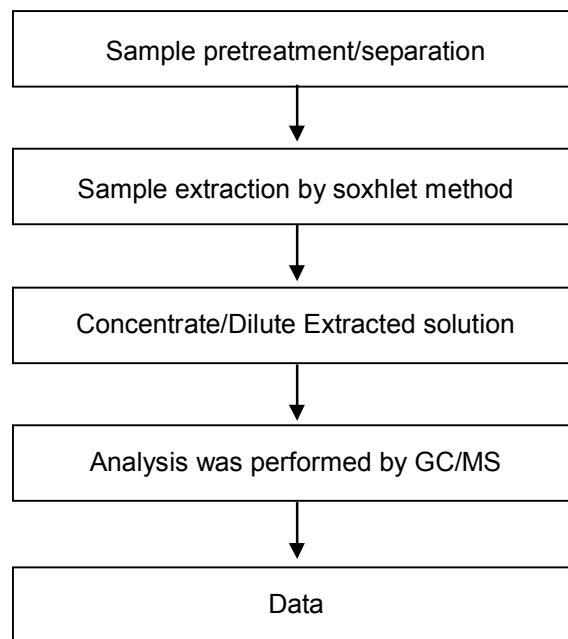 Sample pretreatment/separation
Sample extraction by soxhlet method
Concentrate/Dilute Extracted solution
Analysis was performed by GC/MS
Data